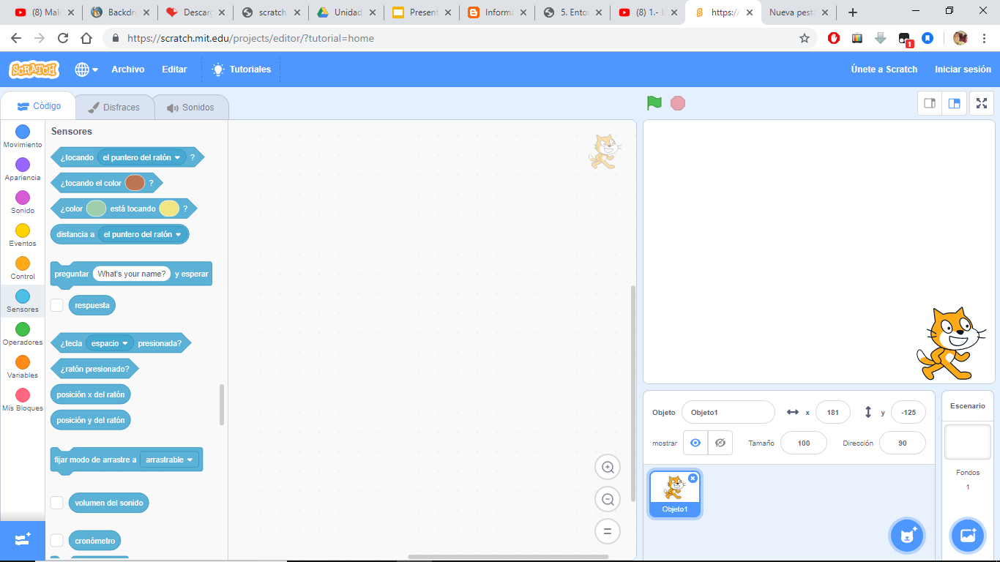 (8) Mak
Backdr
Descar
scratch
Unidad
Present
Informa
5. Ento
(8) 1.-
https://
Nueva pest
https://scratch.mit.edu/projects/editor/?tutorial=home
1
SCRATCH
Archivo
Editar
Tutoriales
Únete a Scratch
Iniciar sesión
Código
Disfraces
Sonidos
Movimiento
Apariencia
Sonido
Eventos
Control
Sensores
Operadores
Variables
Mis Bloques
Sensores
¿tocando el puntero del ratón ?
¿tocando el color ?
¿color está tocando ?
distancia a el puntero del ratón
preguntar What's your name? y esperar
respuesta
¿tecla espacio presionada?
¿ratón presionado?
posición x del ratón
posición y del ratón
fijar modo de arrastre a arrastrable
volumen del sonido
cronómetro
Objeto Objeto1 x 181 y -125
mostrar Tamaño 100 Dirección 90
Objeto1
Escenario
Fondos
1